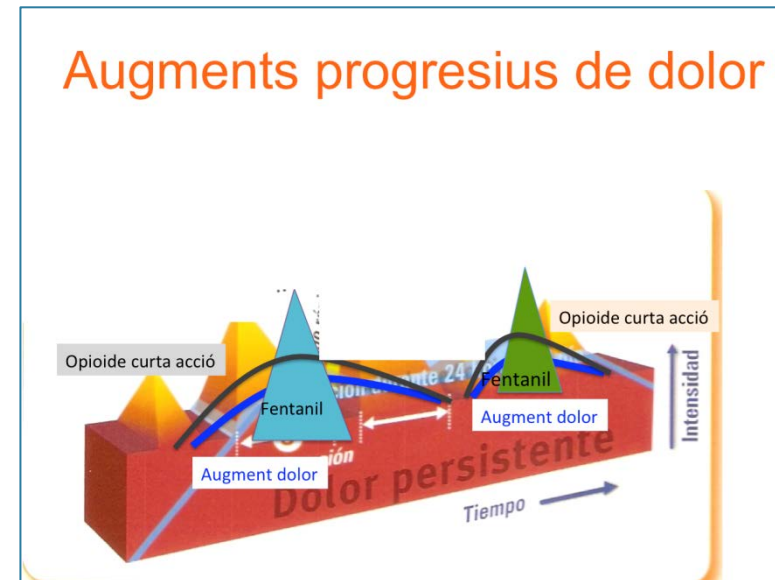 Augments progresius de dolor
Opioide curta acció
Opioide curta acció
Fentanil
24
Fentanil
Augment dolor
Augment dolor
Dolor persistente
Tiempo
Intensidad